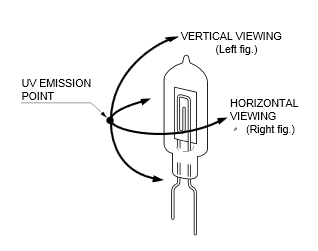 VERTICAL VIEWING
(Left fig.)
UV EMISSION
POINT
HORIZONTAL
VIEWING
(Right fig.)